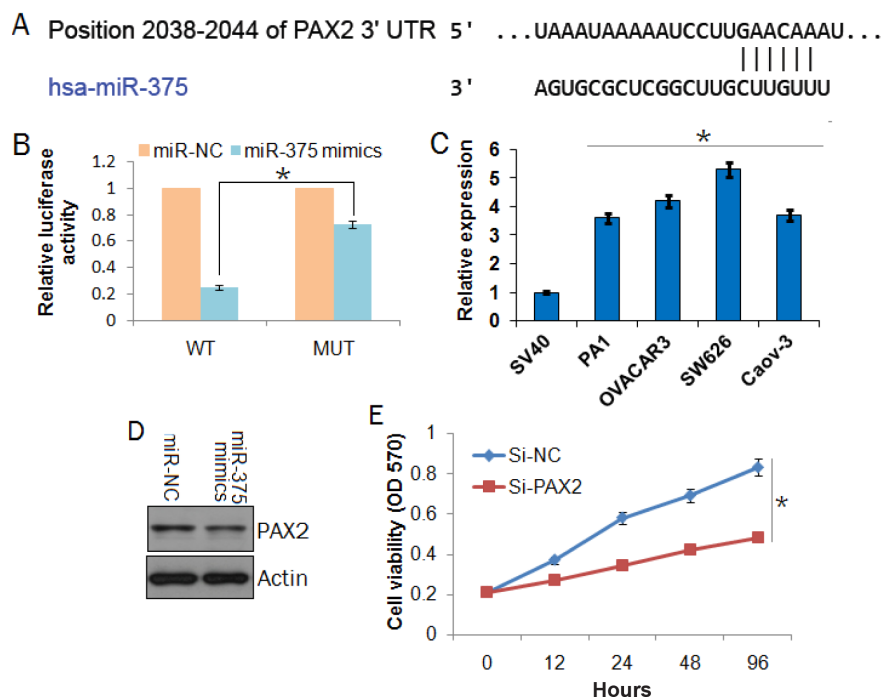 A Position 2038-2044 of PAX2 3' UTR 5' ...UAAAUAAAAAUCCUUGAACAAAU...
hsa-miR-375 3' AGUGCGCUCGGCUUGCUUGUUU
B
miR-NC miR-375 mimics
Relative luciferase activity
1.2
1
0.8
0.6
0.4
0.2
0
*
WT MUT
C
Relative expression
6
5
4
3
2
1
0
*
SV40 PA1 OVACAR3 SW626 Caov-3
D
miR-NC
miR-375 mimics
PAX2
Actin
E
Cell viability (OD 570)
1
0.8
0.6
0.4
0.2
0
Si-NC
Si-PAX2
*
0 12 24 48 96
Hours